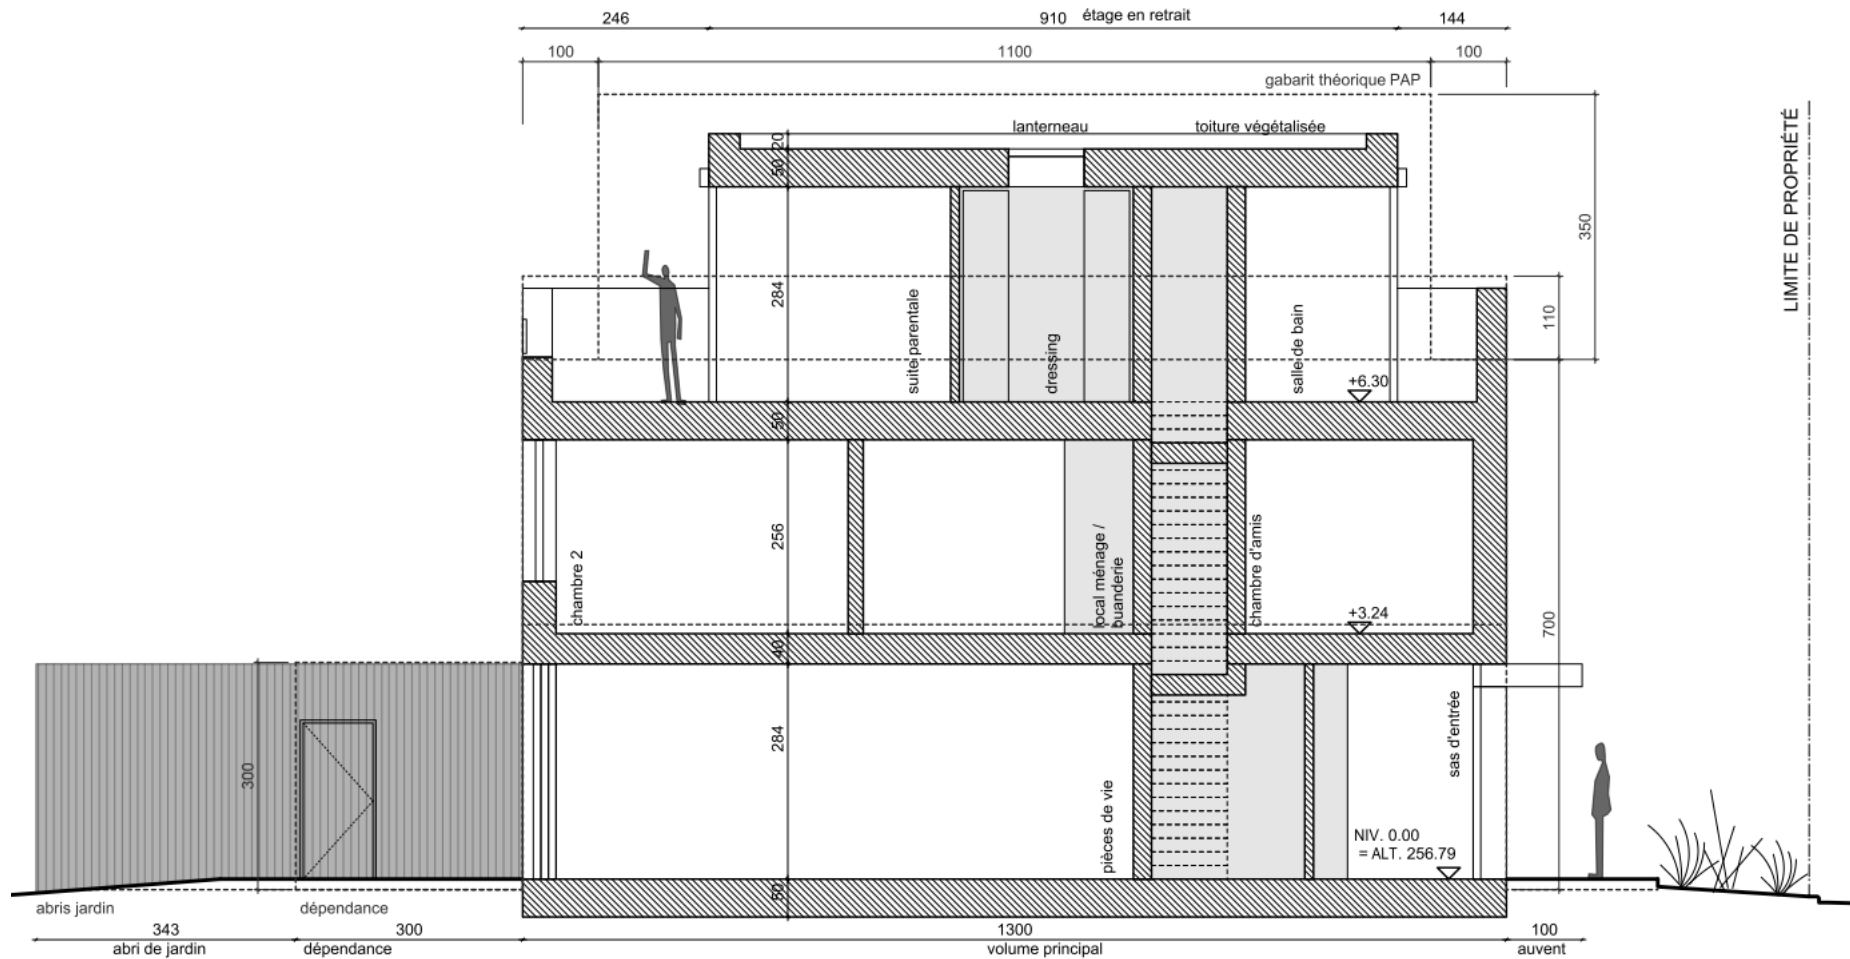 246
910
étage en retrait
144
100
1100
100
gabarit théorique PAP
lanterneau
toiture végétalisée
20
50
LIMITE DE PROPRIÉTÉ
350
284
suite parentale
dressing
salle de bain
110
+6.30
50
256
chambre 2
local ménage /
buanderie
chambre d'amis
+3.24
700
40
300
284
pièces de vie
sas d'entrée
NIV. 0.00
= ALT. 256.79
50
abris jardin
dépendance
343
300
1300
100
abri de jardin
dépendance
volume principal
auvent